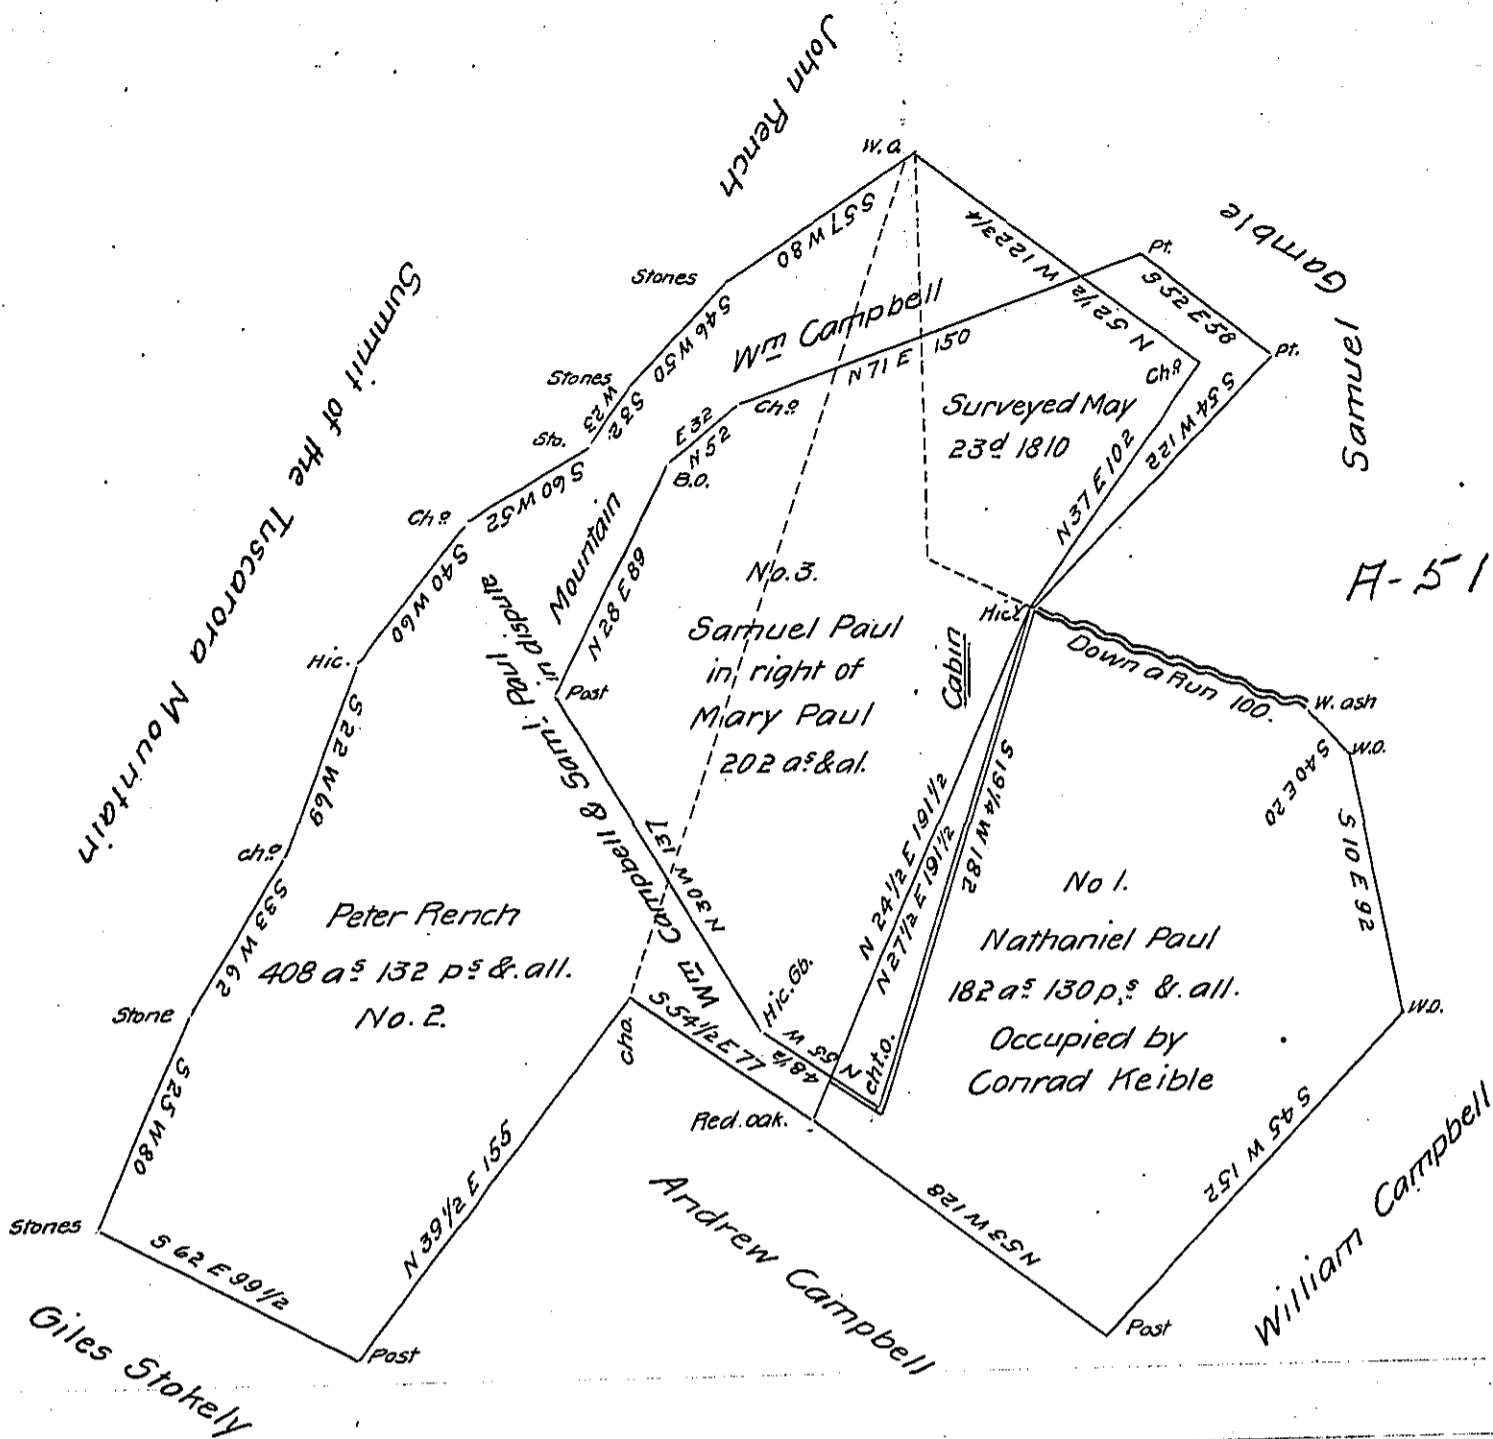 John Rench
W.O.
Samuel Gamble
S 57 W 80
N 52 1/2 W 122 3/4
Pt.
S 52 E 58
Pt.
Stones
S 46 W 50
Wm Campbell
N 71 E 150
Cho
S 54 W 122
Summit of the Tuscarora Mountain
Stones
S 32 W 23
Sto.
E 32
N 52
Cho
B.O.
Surveyed May
23d 1810
N 37 E 102
S 60 W 52
Cho
Mountain
N 28 E 89
S 40 W 60
in dispute
Wm Campbell & Saml. Paul
No. 3.
Samuel Paul
in right of
Mary Paul
202 as & al.
A-51
Hicy
Cabin
Down a Run 100.
W. ash
Hic.
Post
W.O.
S 40 E 20
S 22 W 69
N 30 W 137
N 24 1/2 E 191 1/2
N 27 1/2 E 191 1/2
S 19 1/4 W 182
S 10 E 92
cho
S 33 W 62
Peter Rench
408 as 132 ps & all.
No. 2.
No 1.
Nathaniel Paul
182 as 130 ps & all.
Occupied by
Conrad Keible
Stone
Cho.
S 54 1/2 E 77
Hic. Gb.
N 55 W
48 1/2
cht.o.
W.O.
S 25 W 80
Red. oak.
S 45 W 152
N 39 1/2 E 155
Andrew Campbell
N 53 W 128
William Campbell
Stones
S 62 E 99 1/2
Post
Post
Giles Stokely